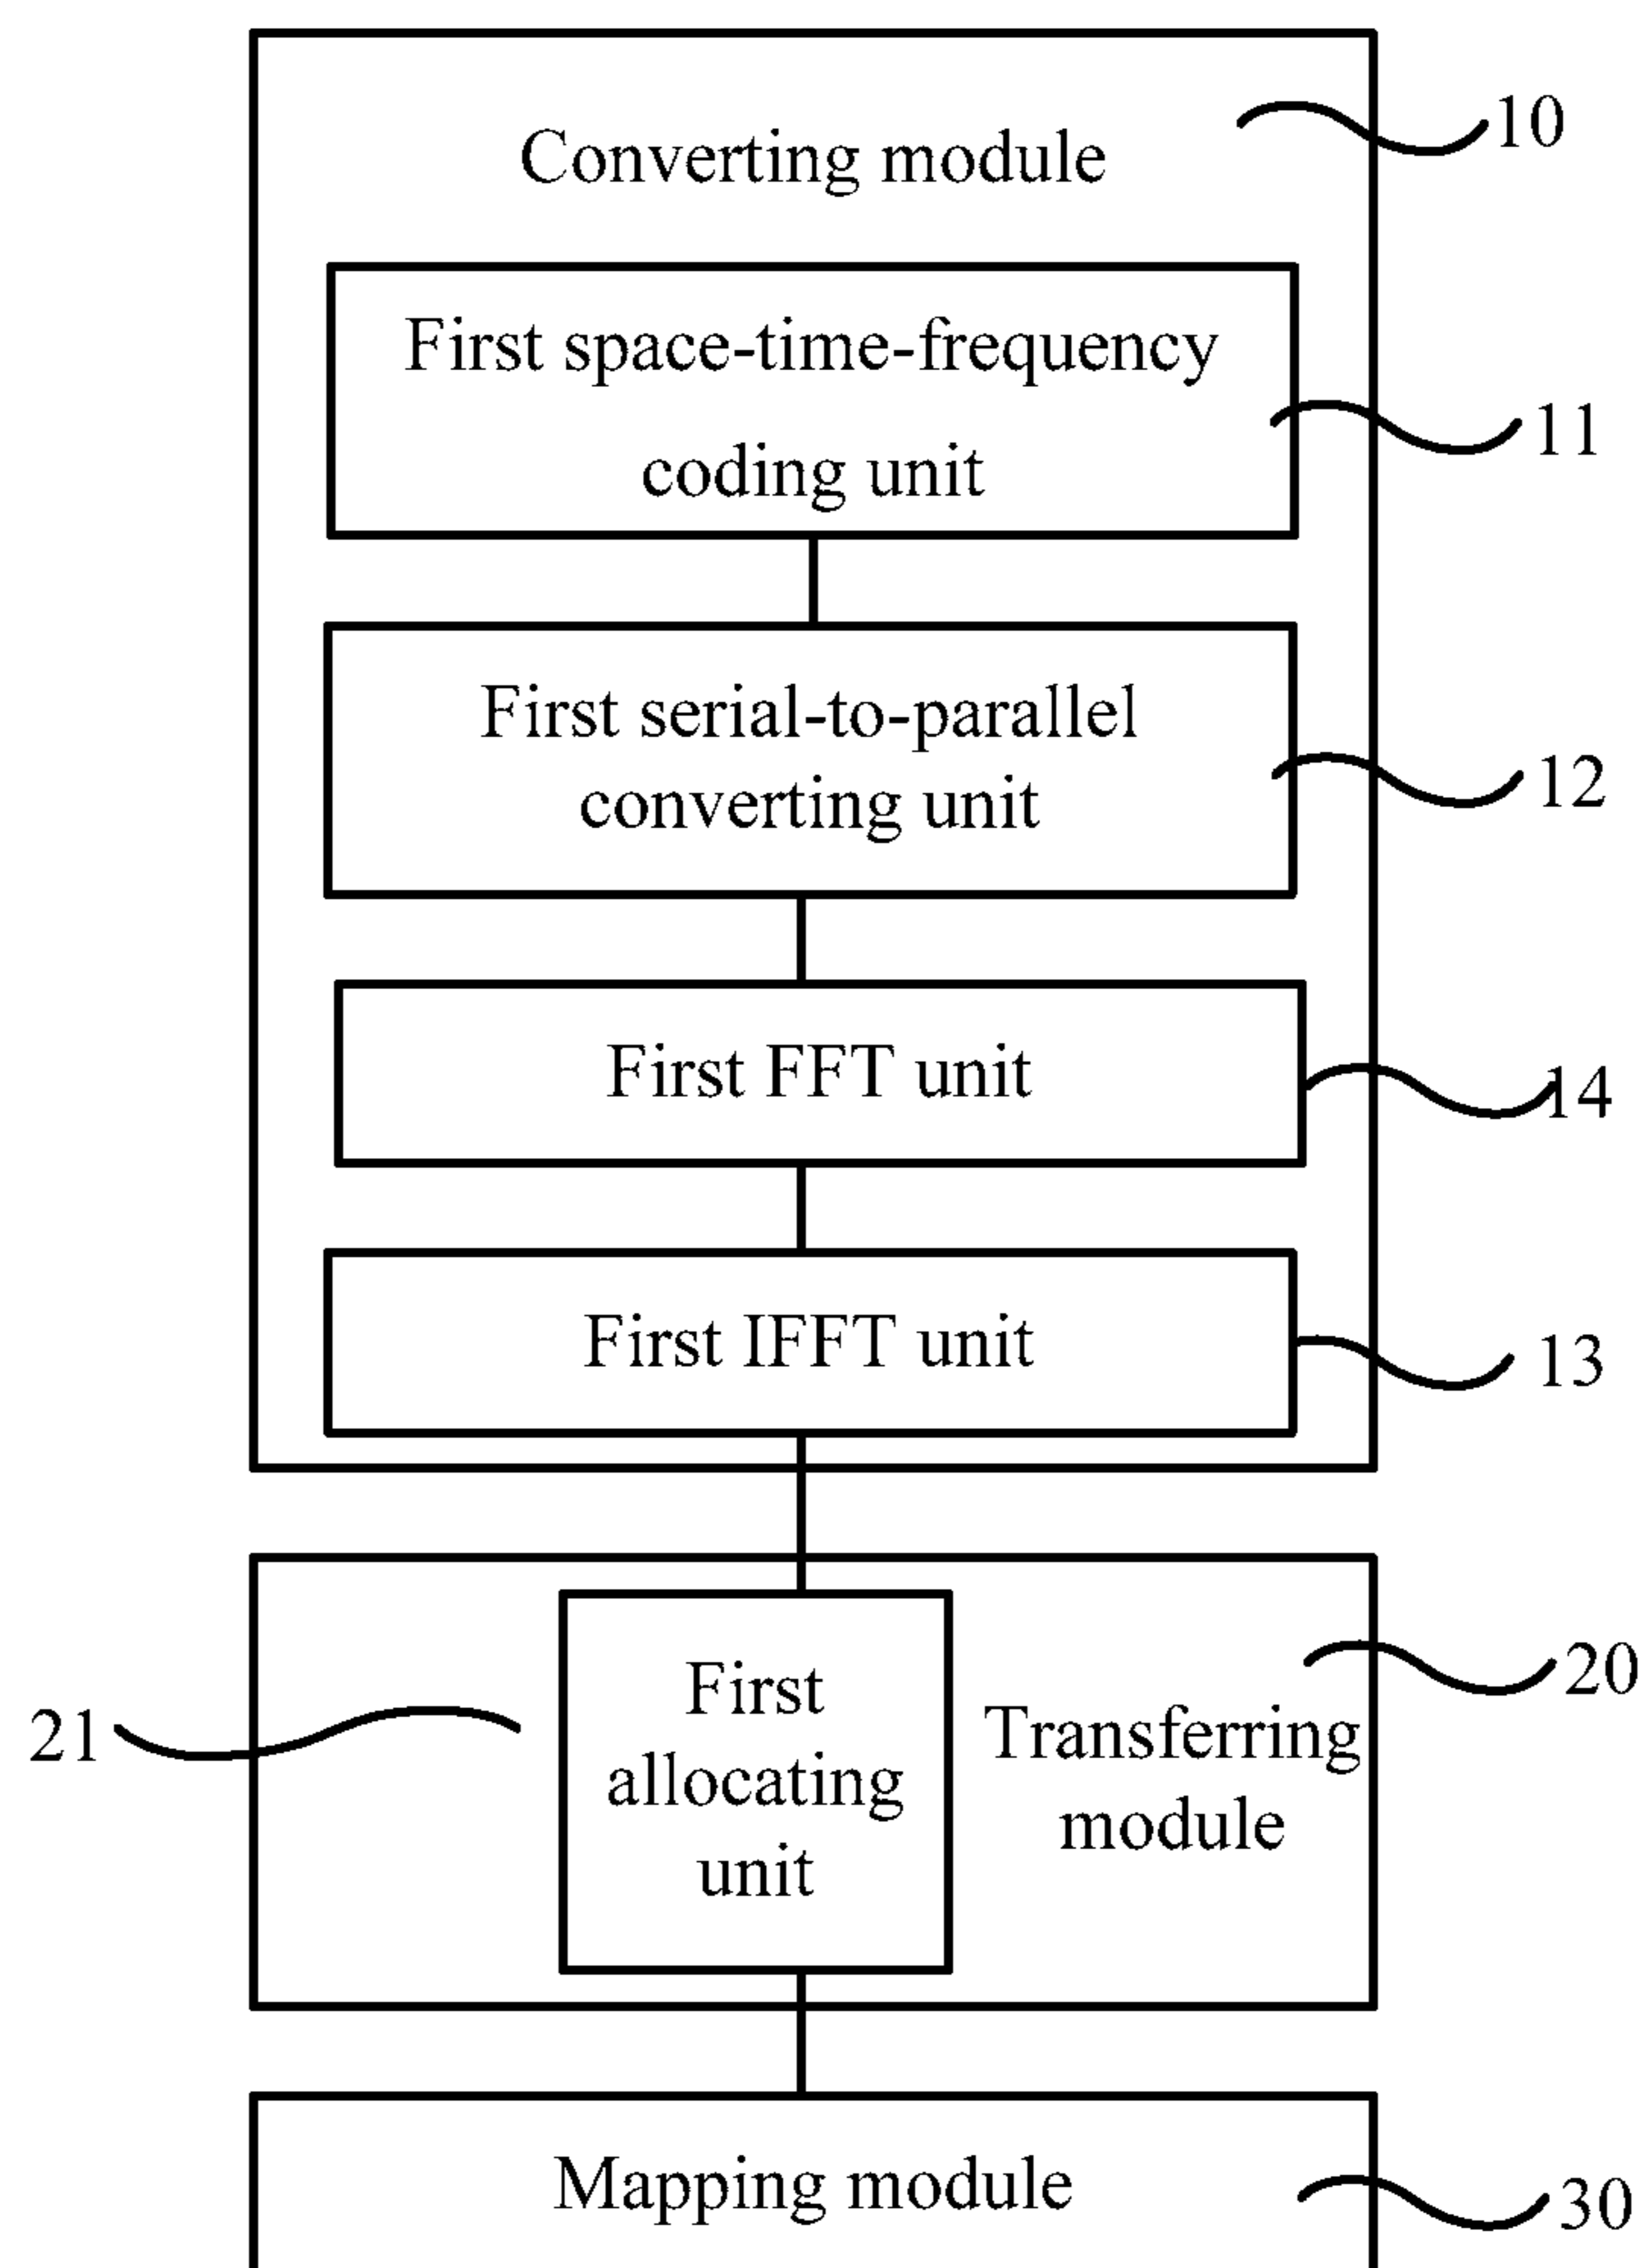 Converting module
10
First space-time-frequency
coding unit
11
First serial-to-parallel
converting unit
12
First FFT unit
14
First IFFT unit
13
First
allocating
unit
21
Transferring
module
20
Mapping module
30